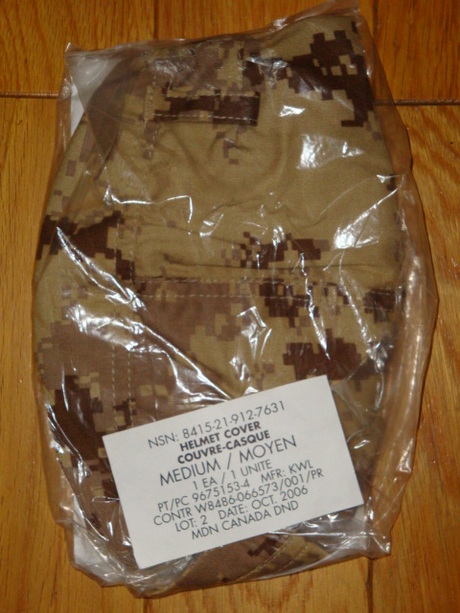 NSN: 8415-21-912-7631
HELMET COVER
COUVRE-CASQUE
MEDIUM / MOYEN
1 EA / 1 UNITE
PT/PC 9675153-4 MFR: KWL
CONTR W8486-066573/001/PR
LOT: 2 DATE: OCT. 2006
MDN CANADA DND